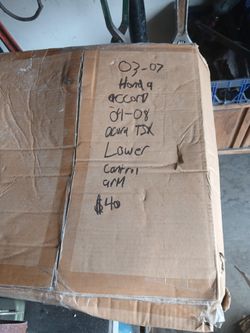 03-07
Honda
accord
04-08
acura TSX
Lower
control
arm
$40